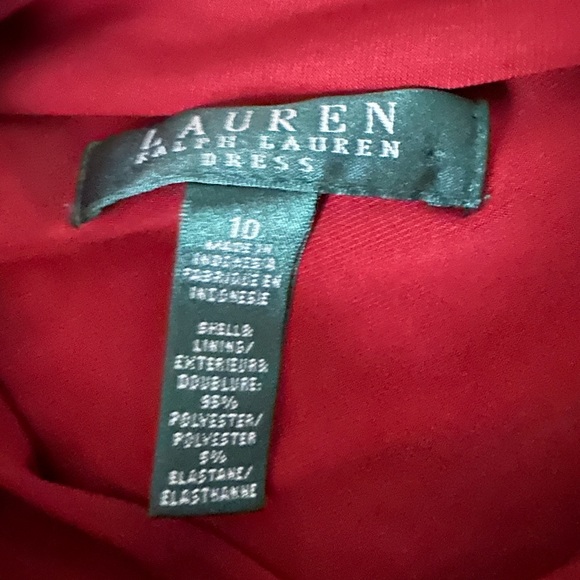 LAUREN
RALPH LAUREN
DRESS
10
MADE IN
INDONESIA
FABRIQUE EN
INDONESIE
SHELL&
LINING/
EXTERIEUR&
DOUBLURE:
95%
POLYESTER/
POLYESTER
5%
ELASTANE/
ELASTHANNE